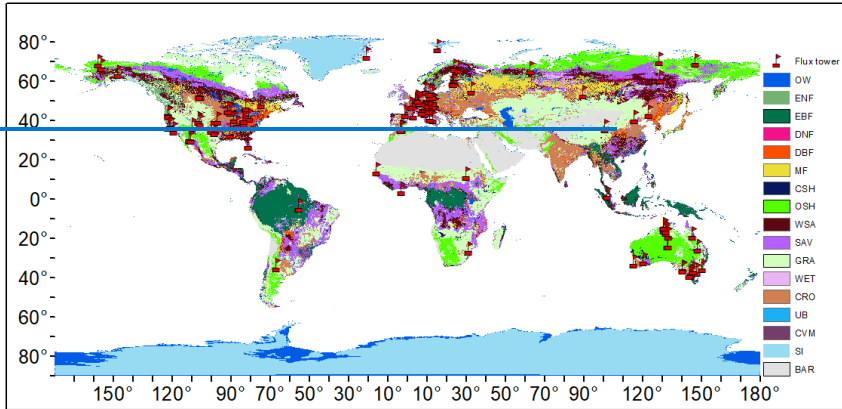 80°
60°
40°
20°
0°
20°
40°
60°
80°
150° 120° 90° 70° 50° 30° 10° 10° 30° 50° 70° 90° 120° 150° 180°
Flux tower
OW
ENF
EBF
DNF
DBF
MF
CSH
OSH
WSA
SAV
GRA
WET
CRO
UB
CVM
SI
BAR